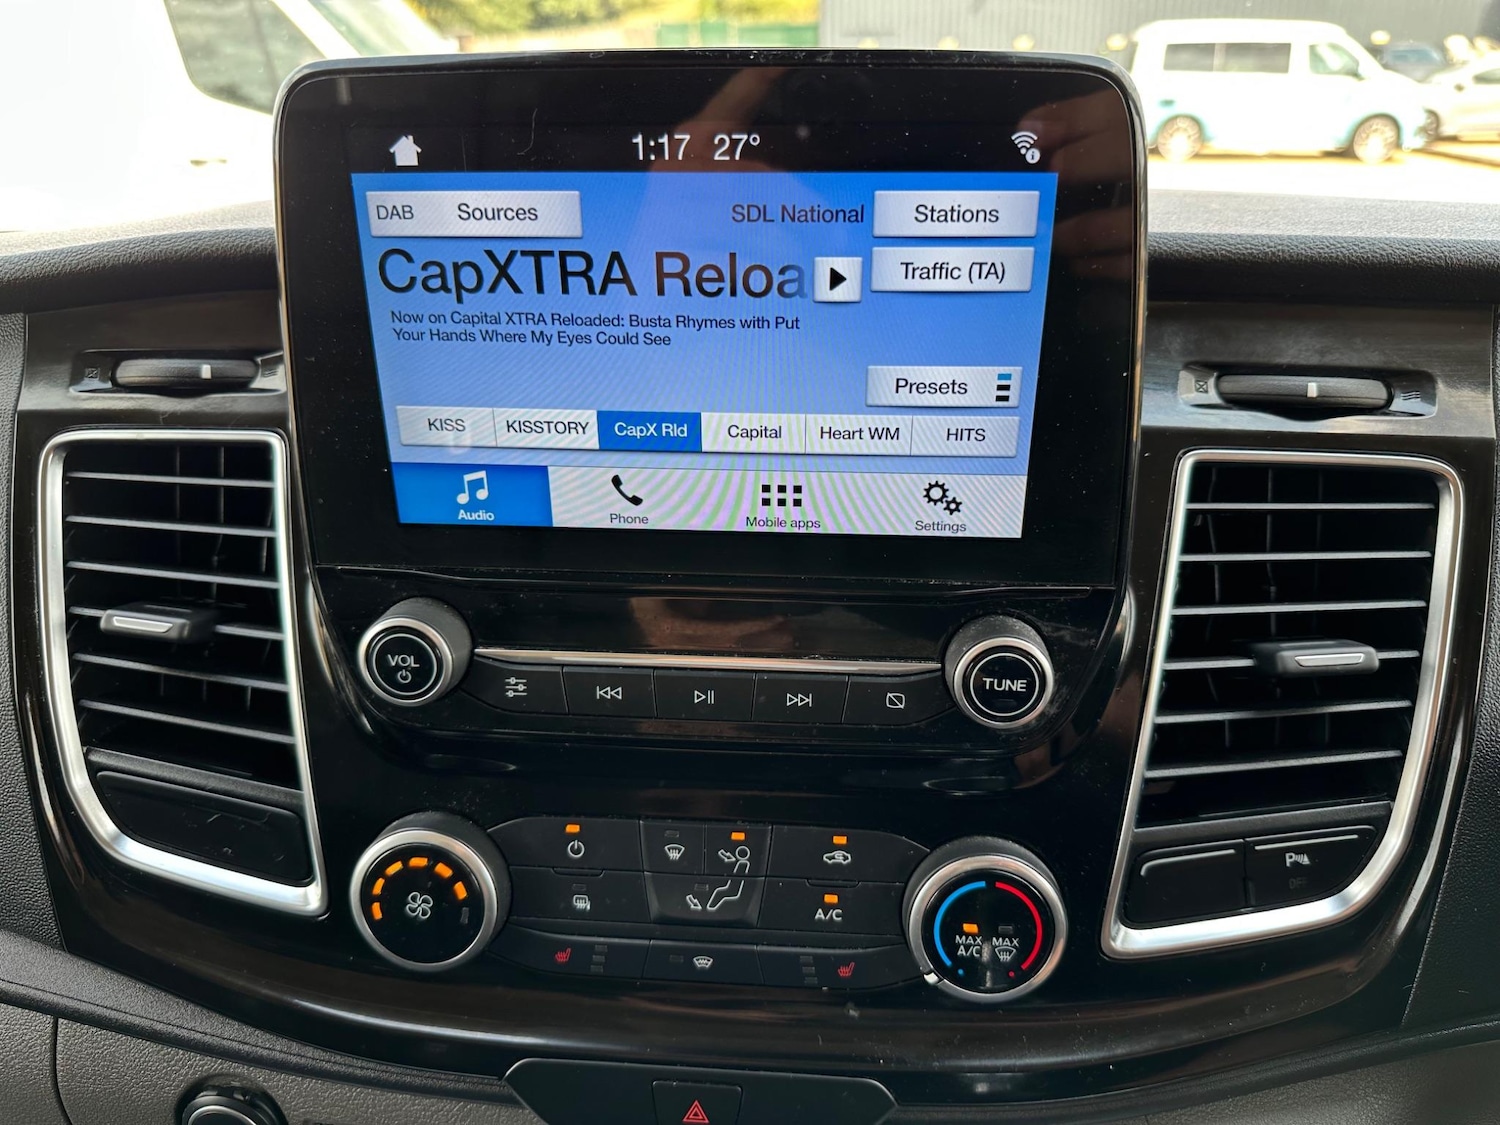 1:17 27°
DAB Sources
SDL National
Stations
CapXTRA Reloa
Traffic (TA)
Now on Capital XTRA Reloaded: Busta Rhymes with Put
Your Hands Where My Eyes Could See
Presets
KISS KISSTORY CapX Rld Capital Heart WM HITS
Audio Phone Mobile apps Settings
VOL
TUNE
A/C
MAX
A/C
MAX
P
OFF